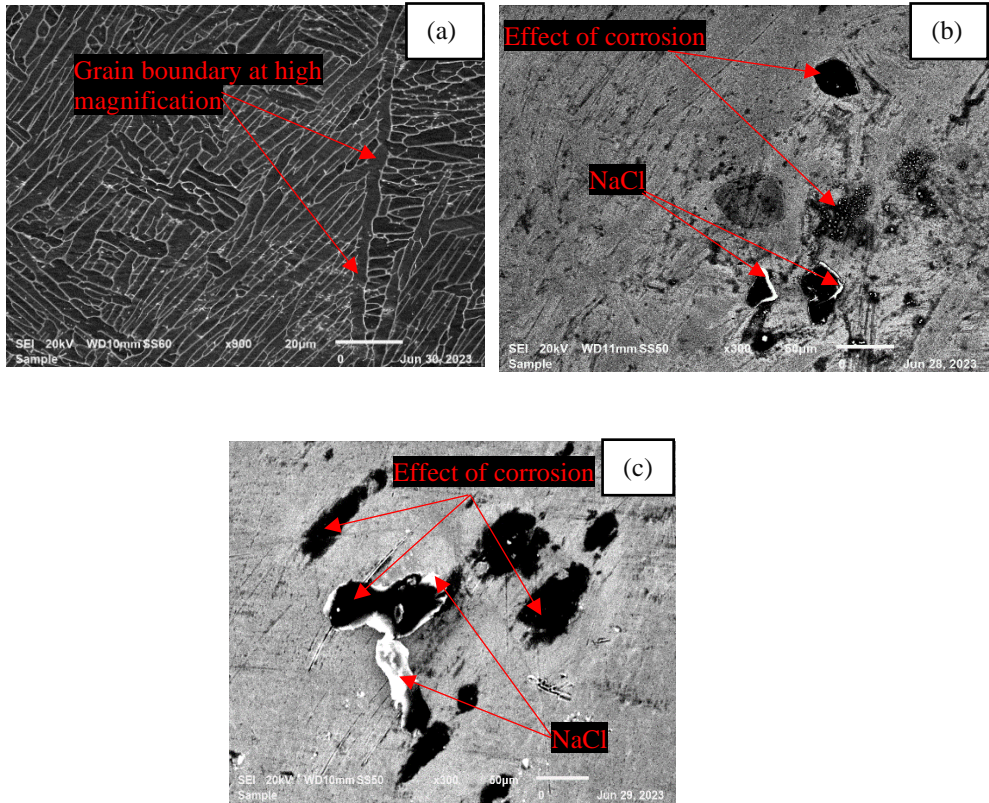 (a)
Grain boundary at high
magnification
SEI 20kV WD10mm SS60 x900 20µm
Sample 0 Jun 30, 2023
(b)
Effect of corrosion
NaCl
SEI 20kV WD11mm SS50 x300 50µm
Sample 0 Jun 28, 2023
(c)
Effect of corrosion
NaCl
SEI 20kV WD10mm SS50 x300 50µm
Sample 0 Jun 29, 2023